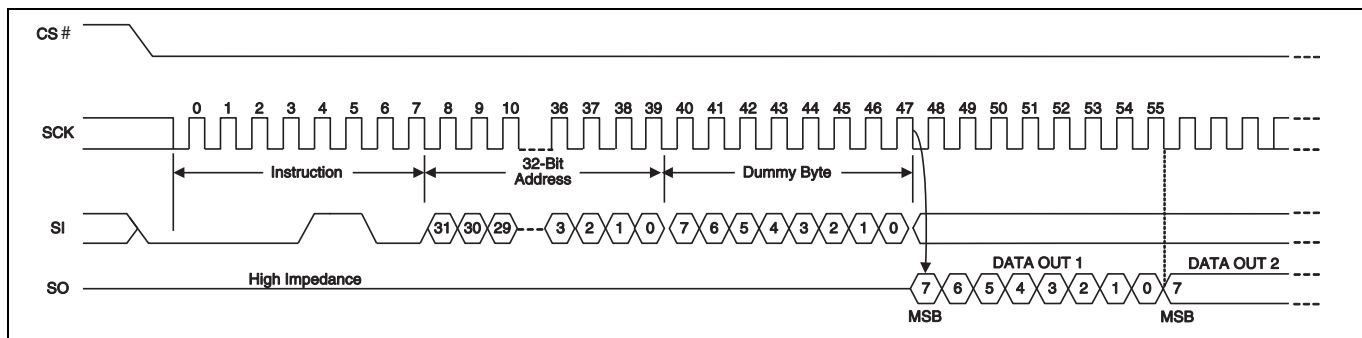 CS #
0 1 2 3 4 5 6 7 8 9 10 36 37 38 39 40 41 42 43 44 45 46 47 48 49 50 51 52 53 54 55
SCK
Instruction
32-Bit
Address
Dummy Byte
SI
31 30 29 3 2 1 0 7 6 5 4 3 2 1 0
DATA OUT 1
DATA OUT 2
High Impedance
SO
7 6 5 4 3 2 1 0 7
MSB
MSB